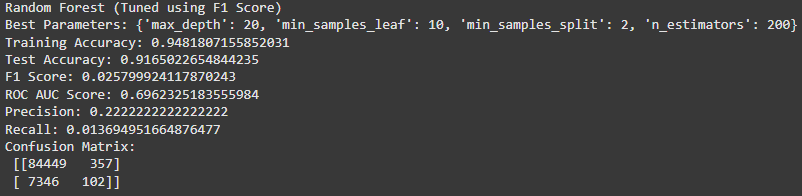 Random Forest (Tuned using F1 Score)
Best Parameters: {'max_depth': 20, 'min_samples_leaf': 10, 'min_samples_split': 2, 'n_estimators': 200}
Training Accuracy: 0.9481807155852031
Test Accuracy: 0.9165022654844235
F1 Score: 0.025799924117870243
ROC AUC Score: 0.6962325183555984
Precision: 0.2222222222222222
Recall: 0.013694951664876477
Confusion Matrix:
[[84449 357]
[ 7346 102]]